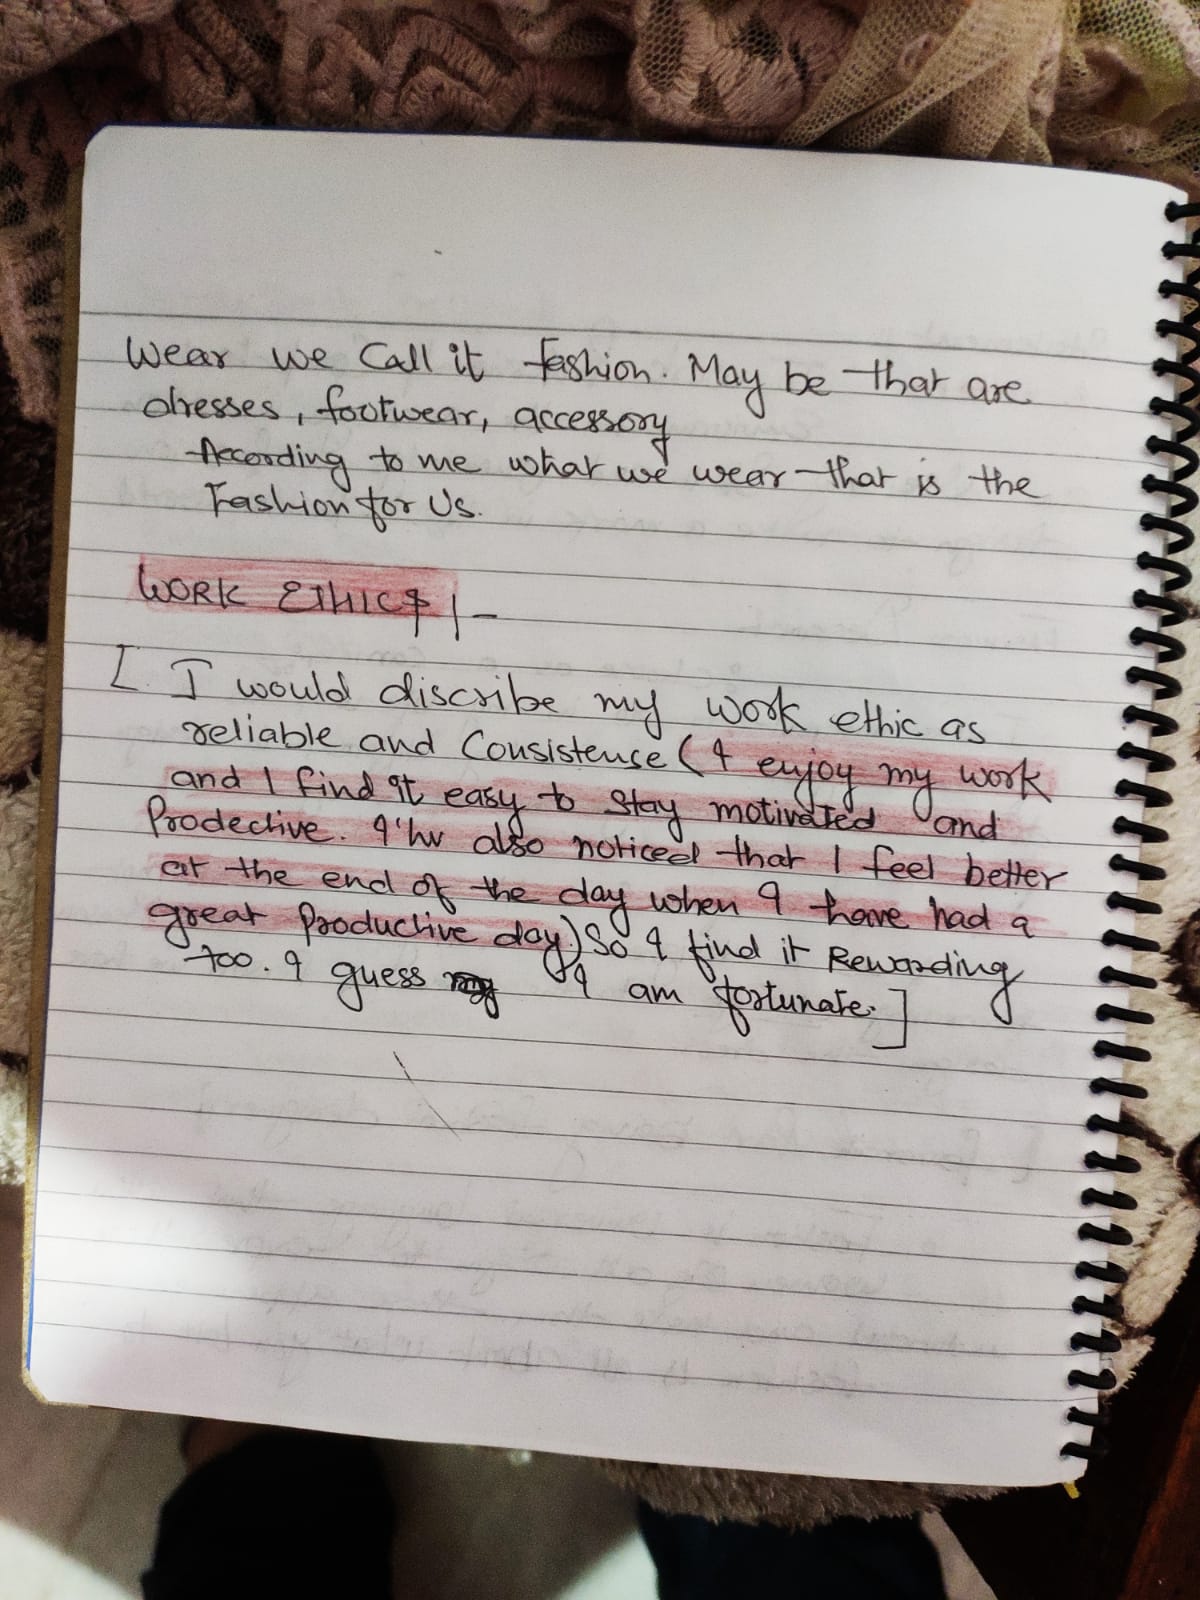 Wear we Call it fashion. May be that are
dresses, footwear, accessory
According to me what we wear that is the
Fashion for Us.
WORK ETHICS | -
[ I would discribe my work ethic as
reliable and Consistense ( I enjoy my work
and I find it easy to stay motivated and
Prodective. I'hv also noticed that I feel better
at the end of the day when I have had a
great Productive day.) So I find it Rewarding
too. I guess I am fortunate. ]